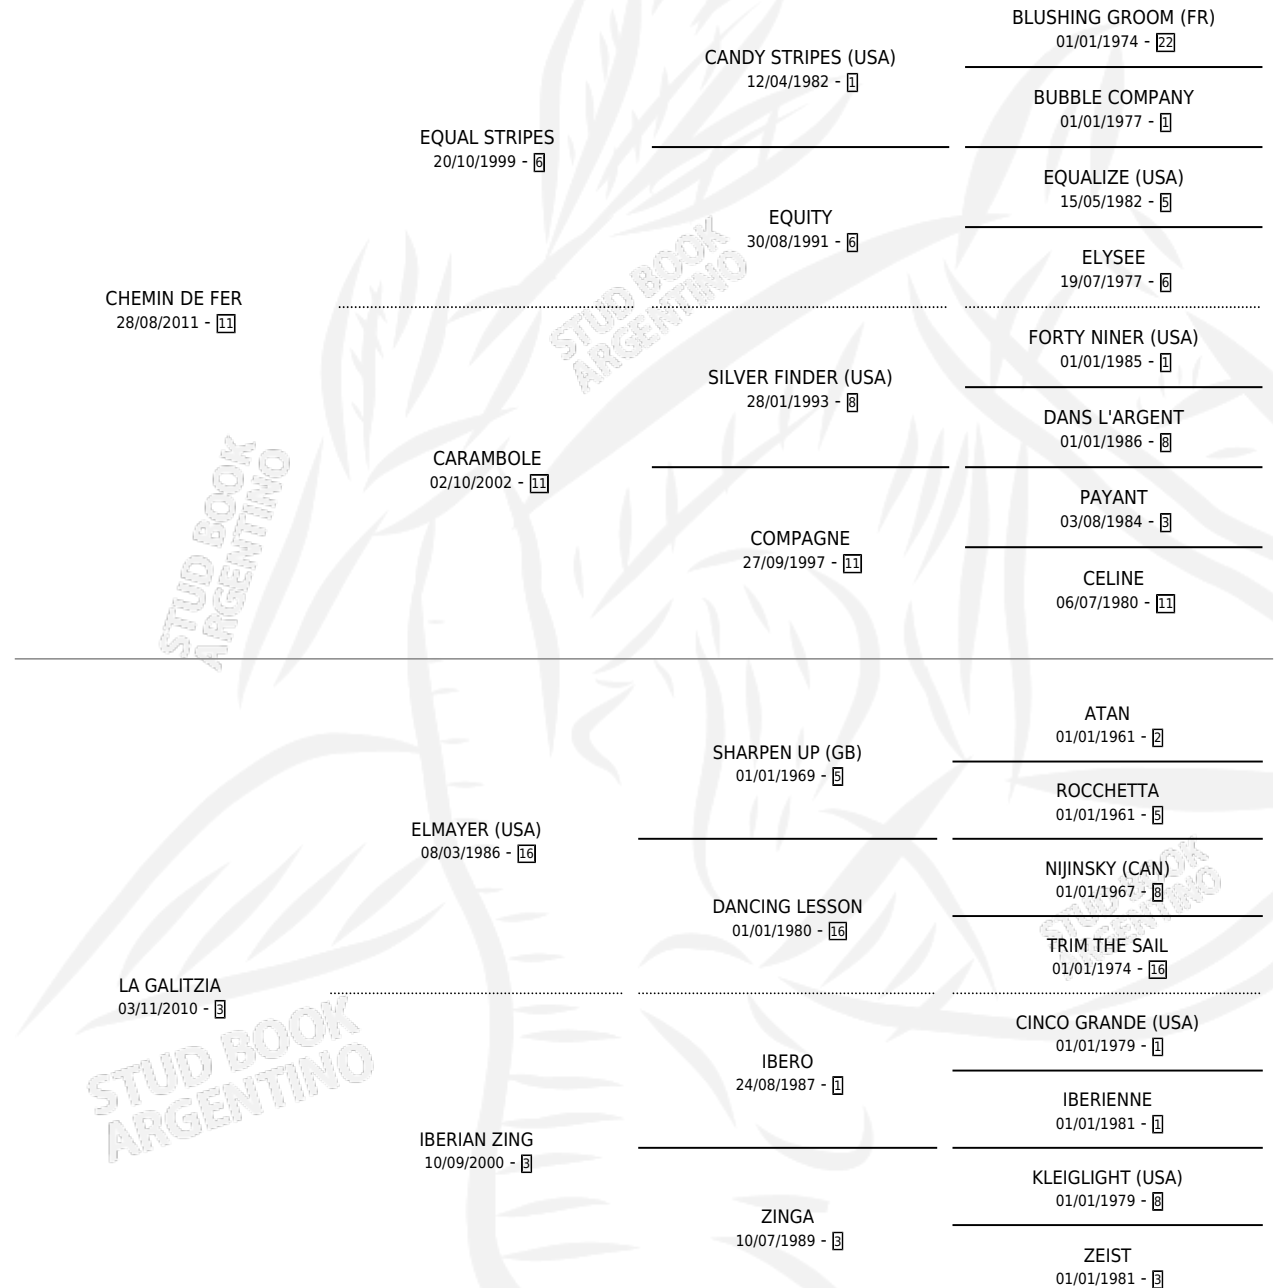 BLUSHING GROOM (FR)
01/01/1974 - 22
CANDY STRIPES (USA)
12/04/1982 - 1
BUBBLE COMPANY
01/01/1977 - 1
EQUAL STRIPES
20/10/1999 - 6
EQUALIZE (USA)
15/05/1982 - 5
EQUITY
30/08/1991 - 6
ELYSEE
19/07/1977 - 6
CHEMIN DE FER
28/08/2011 - 11
FORTY NINER (USA)
01/01/1985 - 1
SILVER FINDER (USA)
28/01/1993 - 8
DANS L'ARGENT
01/01/1986 - 8
CARAMBOLE
02/10/2002 - 11
PAYANT
03/08/1984 - 3
COMPAGNE
27/09/1997 - 11
CELINE
06/07/1980 - 11
ATAN
01/01/1961 - 2
SHARPEN UP (GB)
01/01/1969 - 5
ROCCHETTA
01/01/1961 - 5
ELMAYER (USA)
08/03/1986 - 16
NIJINSKY (CAN)
01/01/1967 - 8
DANCING LESSON
01/01/1980 - 16
TRIM THE SAIL
01/01/1974 - 16
LA GALITZIA
03/11/2010 - 3
CINCO GRANDE (USA)
01/01/1979 - 1
IBERO
24/08/1987 - 1
IBERIENNE
01/01/1981 - 1
IBERIAN ZING
10/09/2000 - 3
KLEIGLIGHT (USA)
01/01/1979 - 8
ZINGA
10/07/1989 - 3
ZEIST
01/01/1981 - 3
STUD BOOK
ARGENTINO
STUD BOOK
ARGENTINO
STUD BOOK
ARGENTINO
STUD BOOK
ARGENTINO